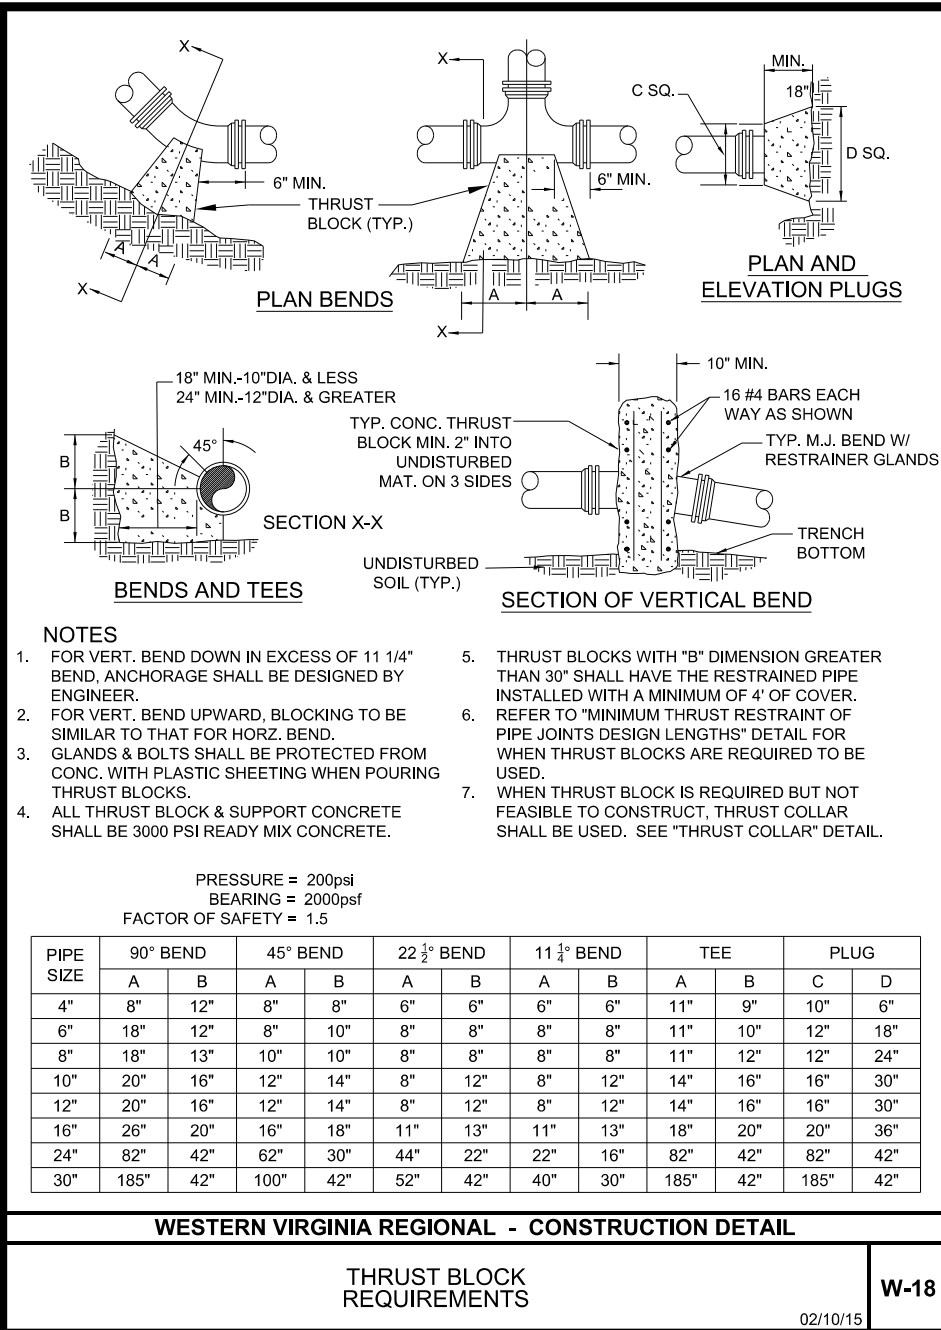 X
X
6" MIN.
THRUST
BLOCK (TYP.)
A
A
X
PLAN BENDS
6" MIN.
A
A
X
MIN.
18"
C SQ.
D SQ.
PLAN AND
ELEVATION PLUGS
18" MIN.-10"DIA. & LESS
24" MIN.-12"DIA. & GREATER
45°
B
B
SECTION X-X
BENDS AND TEES
10" MIN.
16 #4 BARS EACH
WAY AS SHOWN
TYP. CONC. THRUST
BLOCK MIN. 2" INTO
UNDISTURBED
MAT. ON 3 SIDES
TYP. M.J. BEND W/
RESTRAINER GLANDS
TRENCH
BOTTOM
UNDISTURBED
SOIL (TYP.)
SECTION OF VERTICAL BEND
NOTES
1. FOR VERT. BEND DOWN IN EXCESS OF 11 1/4"
BEND, ANCHORAGE SHALL BE DESIGNED BY
ENGINEER.
2. FOR VERT. BEND UPWARD, BLOCKING TO BE
SIMILAR TO THAT FOR HORZ. BEND.
3. GLANDS & BOLTS SHALL BE PROTECTED FROM
CONC. WITH PLASTIC SHEETING WHEN POURING
THRUST BLOCKS.
4. ALL THRUST BLOCK & SUPPORT CONCRETE
SHALL BE 3000 PSI READY MIX CONCRETE.
5. THRUST BLOCKS WITH "B" DIMENSION GREATER
THAN 30" SHALL HAVE THE RESTRAINED PIPE
INSTALLED WITH A MINIMUM OF 4' OF COVER.
6. REFER TO "MINIMUM THRUST RESTRAINT OF
PIPE JOINTS DESIGN LENGTHS" DETAIL FOR
WHEN THRUST BLOCKS ARE REQUIRED TO BE
USED.
7. WHEN THRUST BLOCK IS REQUIRED BUT NOT
FEASIBLE TO CONSTRUCT, THRUST COLLAR
SHALL BE USED. SEE "THRUST COLLAR" DETAIL.
PRESSURE = 200psi
BEARING = 2000psf
FACTOR OF SAFETY = 1.5
PIPE SIZE 90° BEND 45° BEND 22 1/2° BEND 11 1/4° BEND TEE PLUG
A B A B A B A B A B C D
4" 8" 12" 8" 8" 6" 6" 6" 6" 11" 9" 10" 6"
6" 18" 12" 8" 10" 8" 8" 8" 8" 11" 10" 12" 18"
8" 18" 13" 10" 10" 8" 8" 8" 8" 11" 12" 12" 24"
10" 20" 16" 12" 14" 8" 12" 8" 12" 14" 16" 16" 30"
12" 20" 16" 12" 14" 8" 12" 8" 12" 14" 16" 16" 30"
16" 26" 20" 16" 18" 11" 13" 11" 13" 18" 20" 20" 36"
24" 82" 42" 62" 30" 44" 22" 22" 16" 82" 42" 82" 42"
30" 185" 42" 100" 42" 52" 42" 40" 30" 185" 42" 185" 42"
WESTERN VIRGINIA REGIONAL - CONSTRUCTION DETAIL
THRUST BLOCK
REQUIREMENTS
02/10/15
W-18